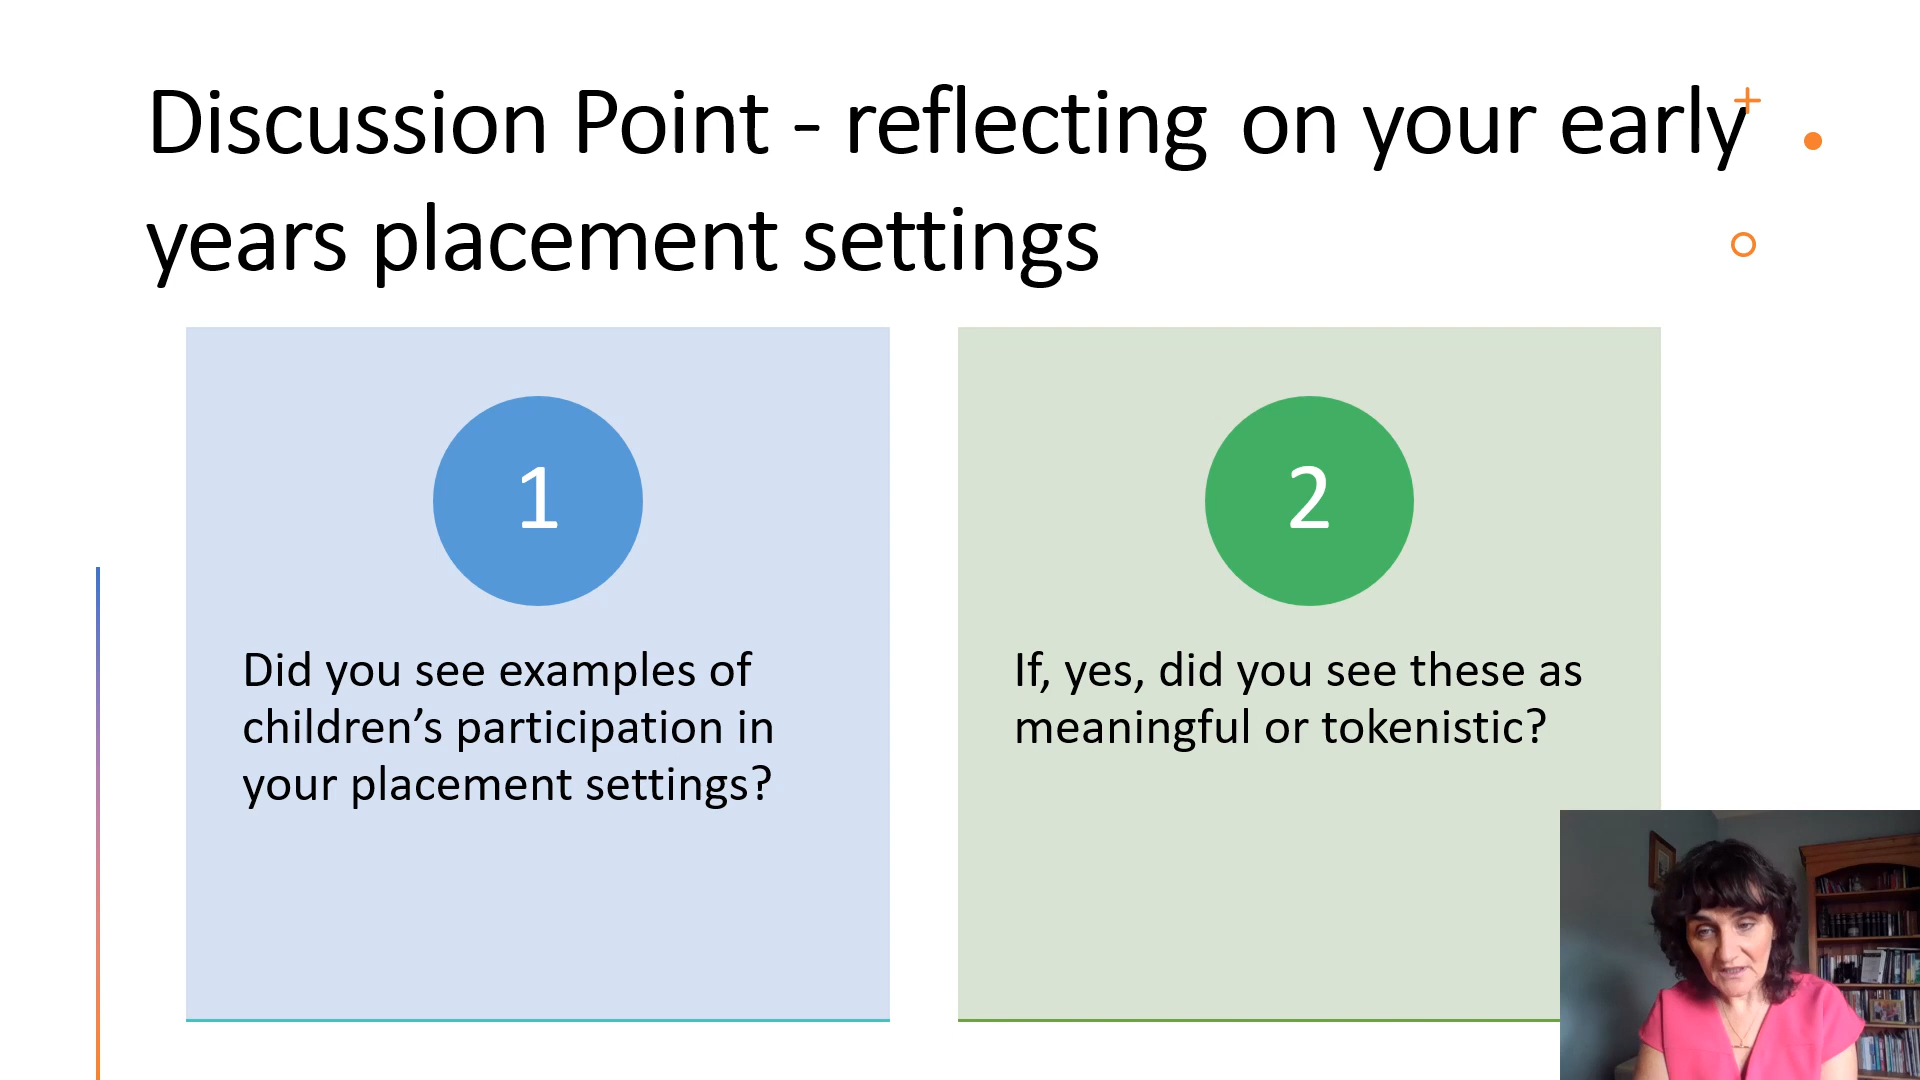 Discussion Point - reflecting on your early
years placement settings
1
Did you see examples of
children’s participation in
your placement settings?
2
If, yes, did you see these as
meaningful or tokenistic?